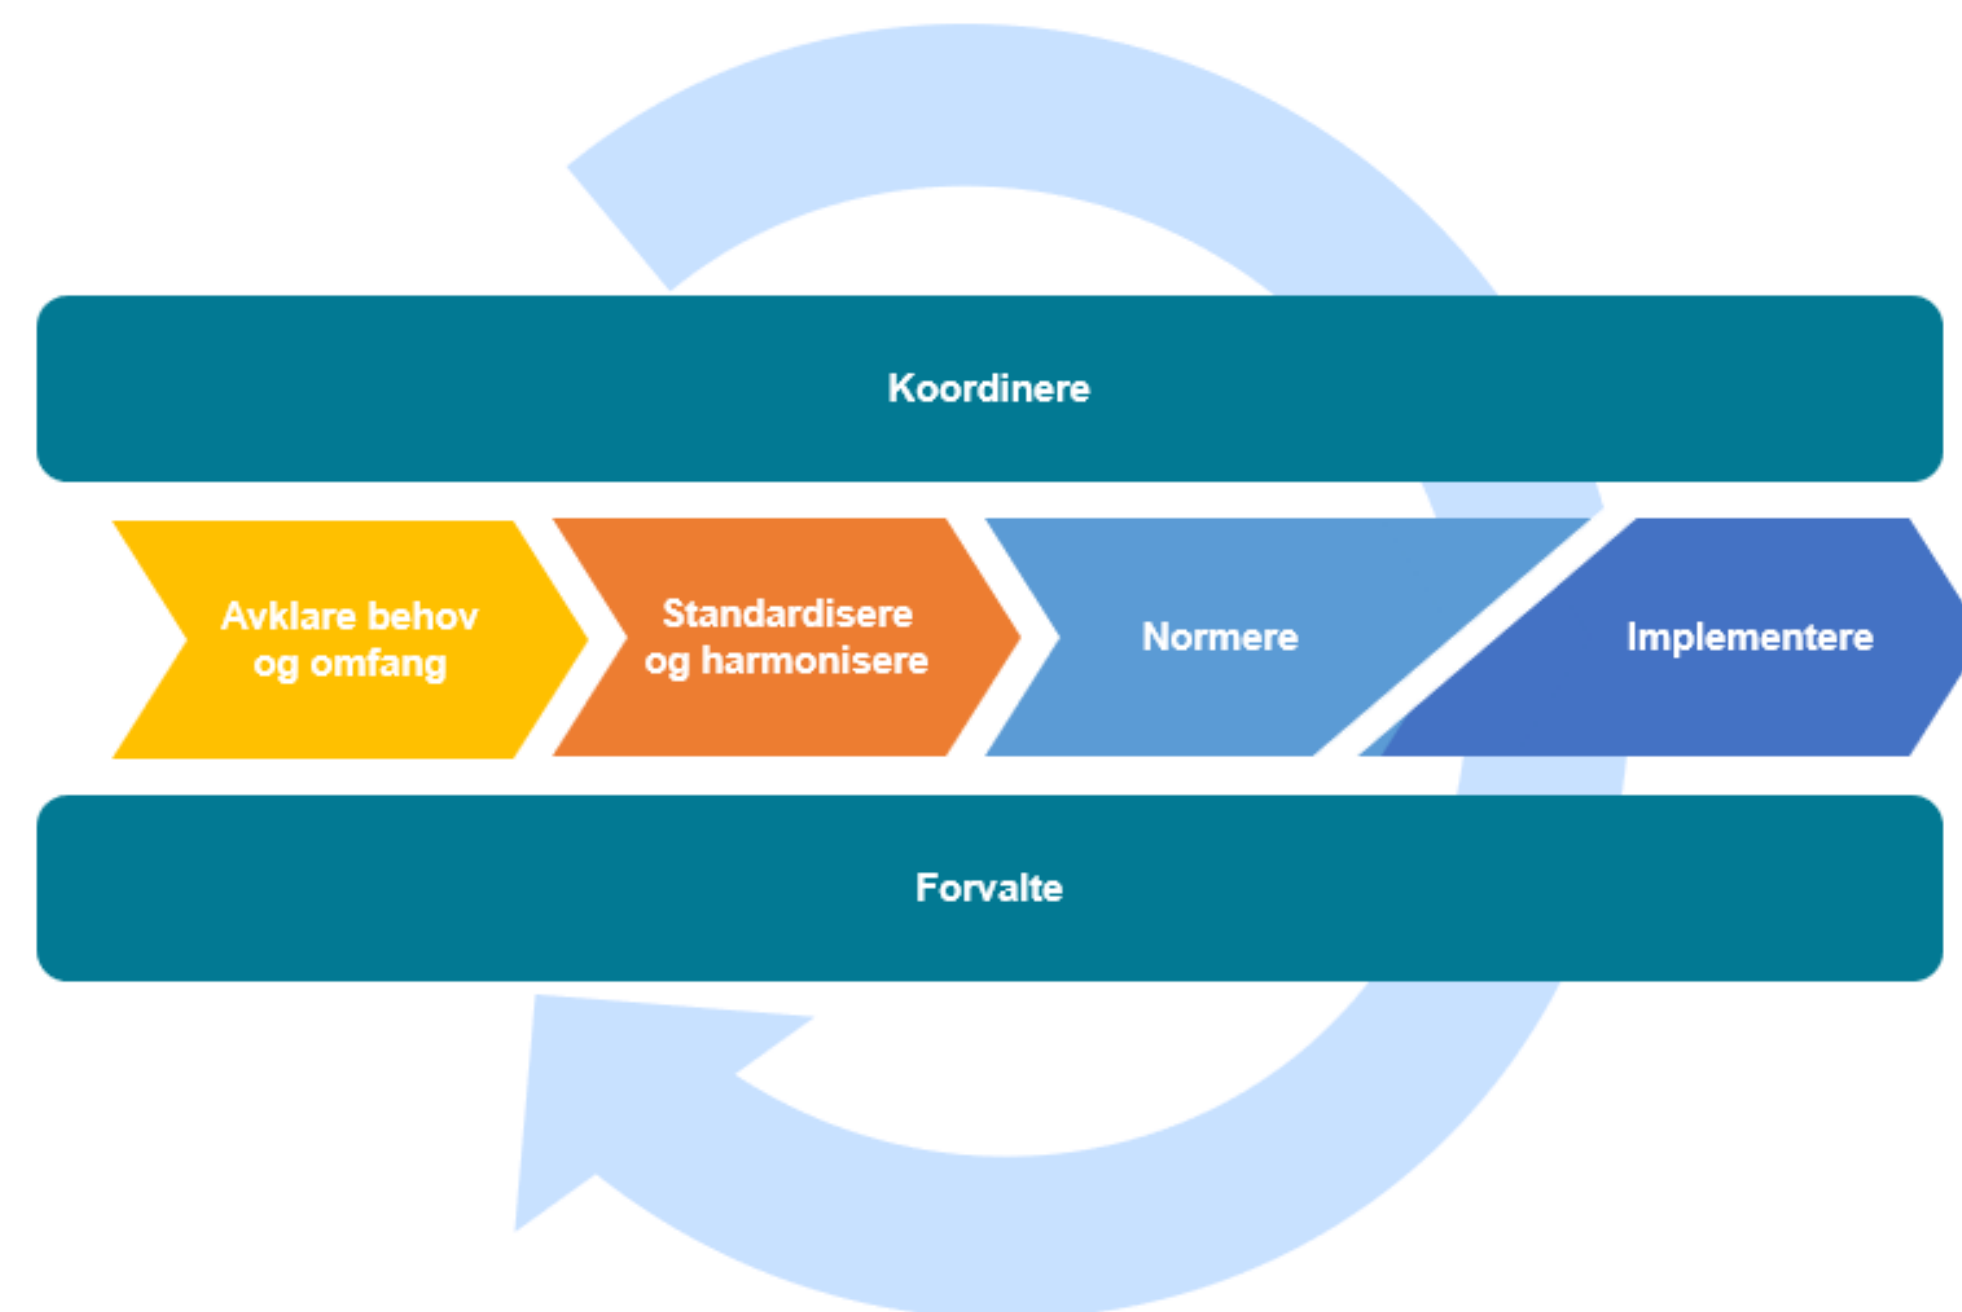 Koordinere
Avklare behov
og omfang
Standardisere
og harmonisere
Normere
Implementere
Forvalte